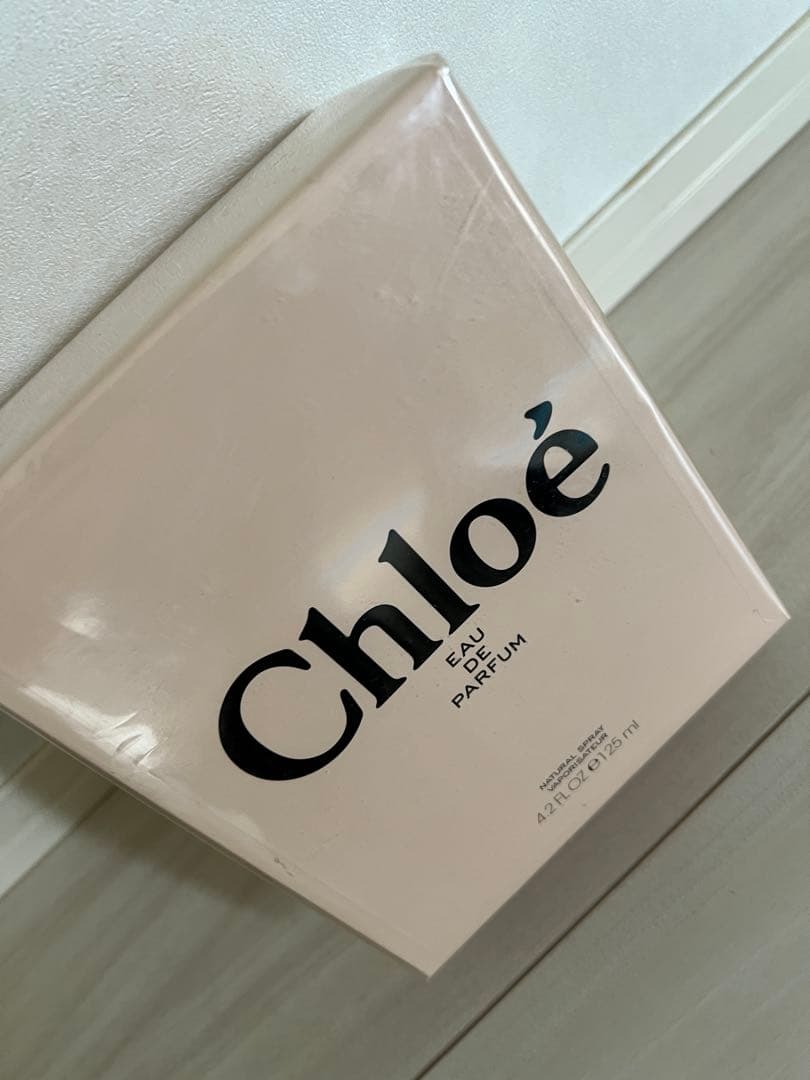 Chloé
EAU
DE
PARFUM
NATURAL SPRAY
VAPORISATEUR
4.2 FL OZ ℮ 125 ml